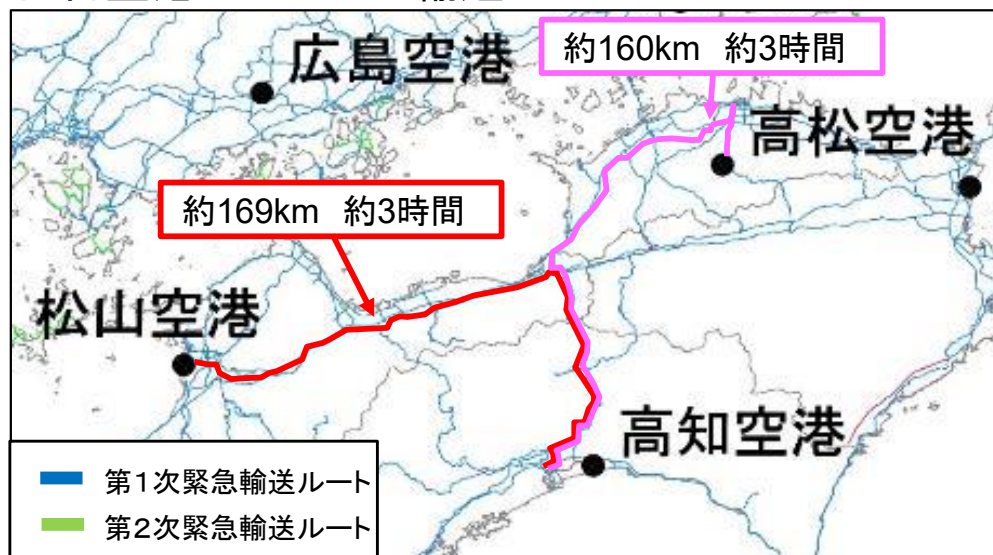 広島空港
約160km 約3時間
高松空港
約169km 約3時間
松山空港
高知空港
第1次緊急輸送ルート
第2次緊急輸送ルート